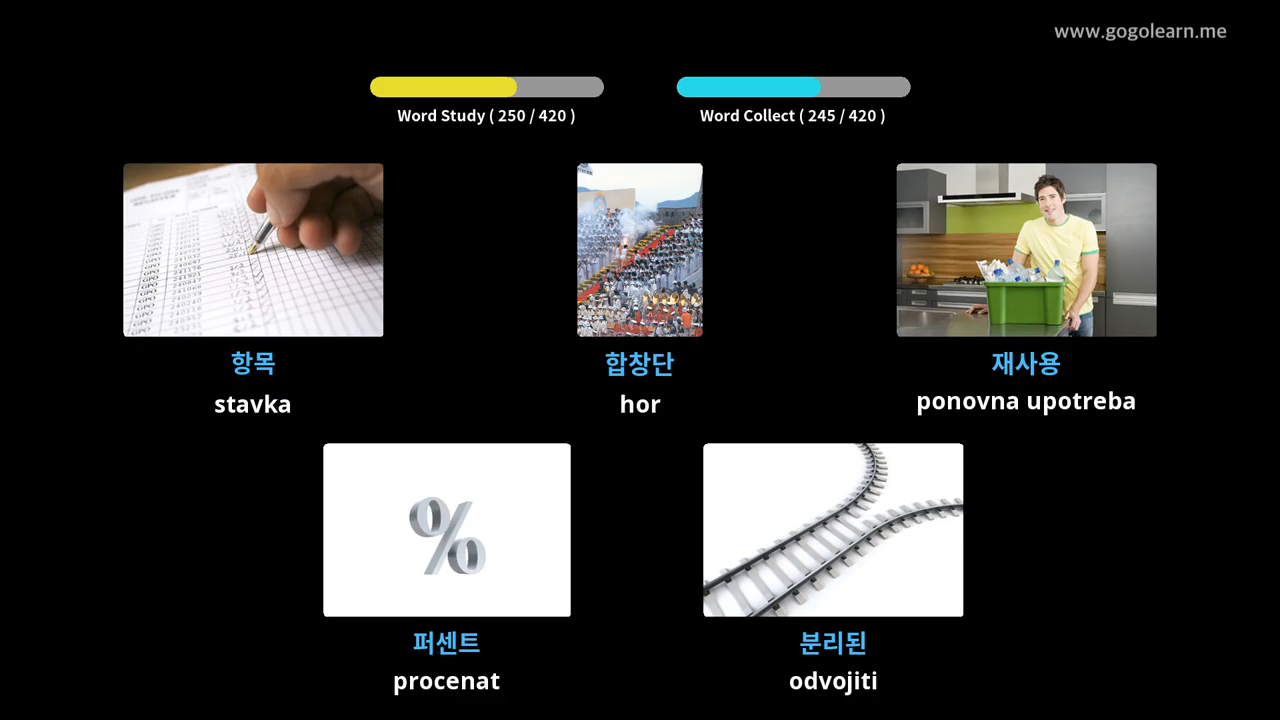 www.gogolearn.me
Word Study ( 250 / 420 )
Word Collect ( 245 / 420 )
항목
합창단
재사용
stavka
hor
ponovna upotreba
%
퍼센트
분리된
procenat
odvojiti